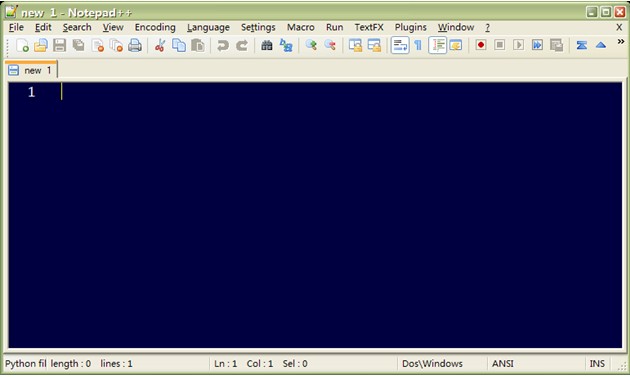 new 1 - Notepad++
File Edit Search View Encoding Language Settings Macro Run TextFX Plugins Window ? X
new 1
1
Python fil length : 0 lines : 1 Ln : 1 Col : 1 Sel : 0 Dos\Windows ANSI INS